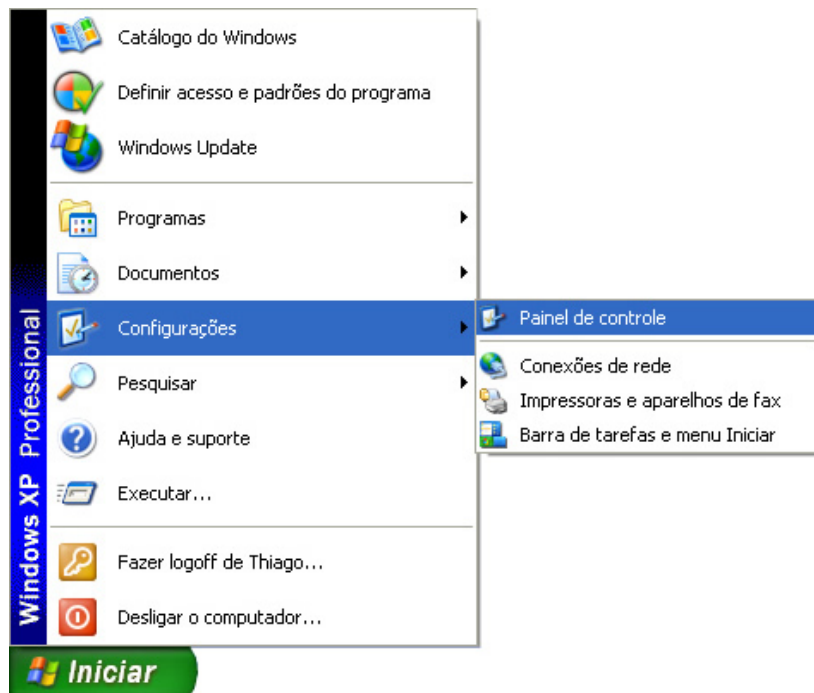 Catálogo do Windows
Definir acesso e padrões do programa
Windows Update
Programas
Documentos
Configurações
Pesquisar
Ajuda e suporte
Executar...
Fazer logoff de Thiago...
Desligar o computador...
Painel de controle
Conexões de rede
Impressoras e aparelhos de fax
Barra de tarefas e menu Iniciar
Windows XP Professional
Iniciar